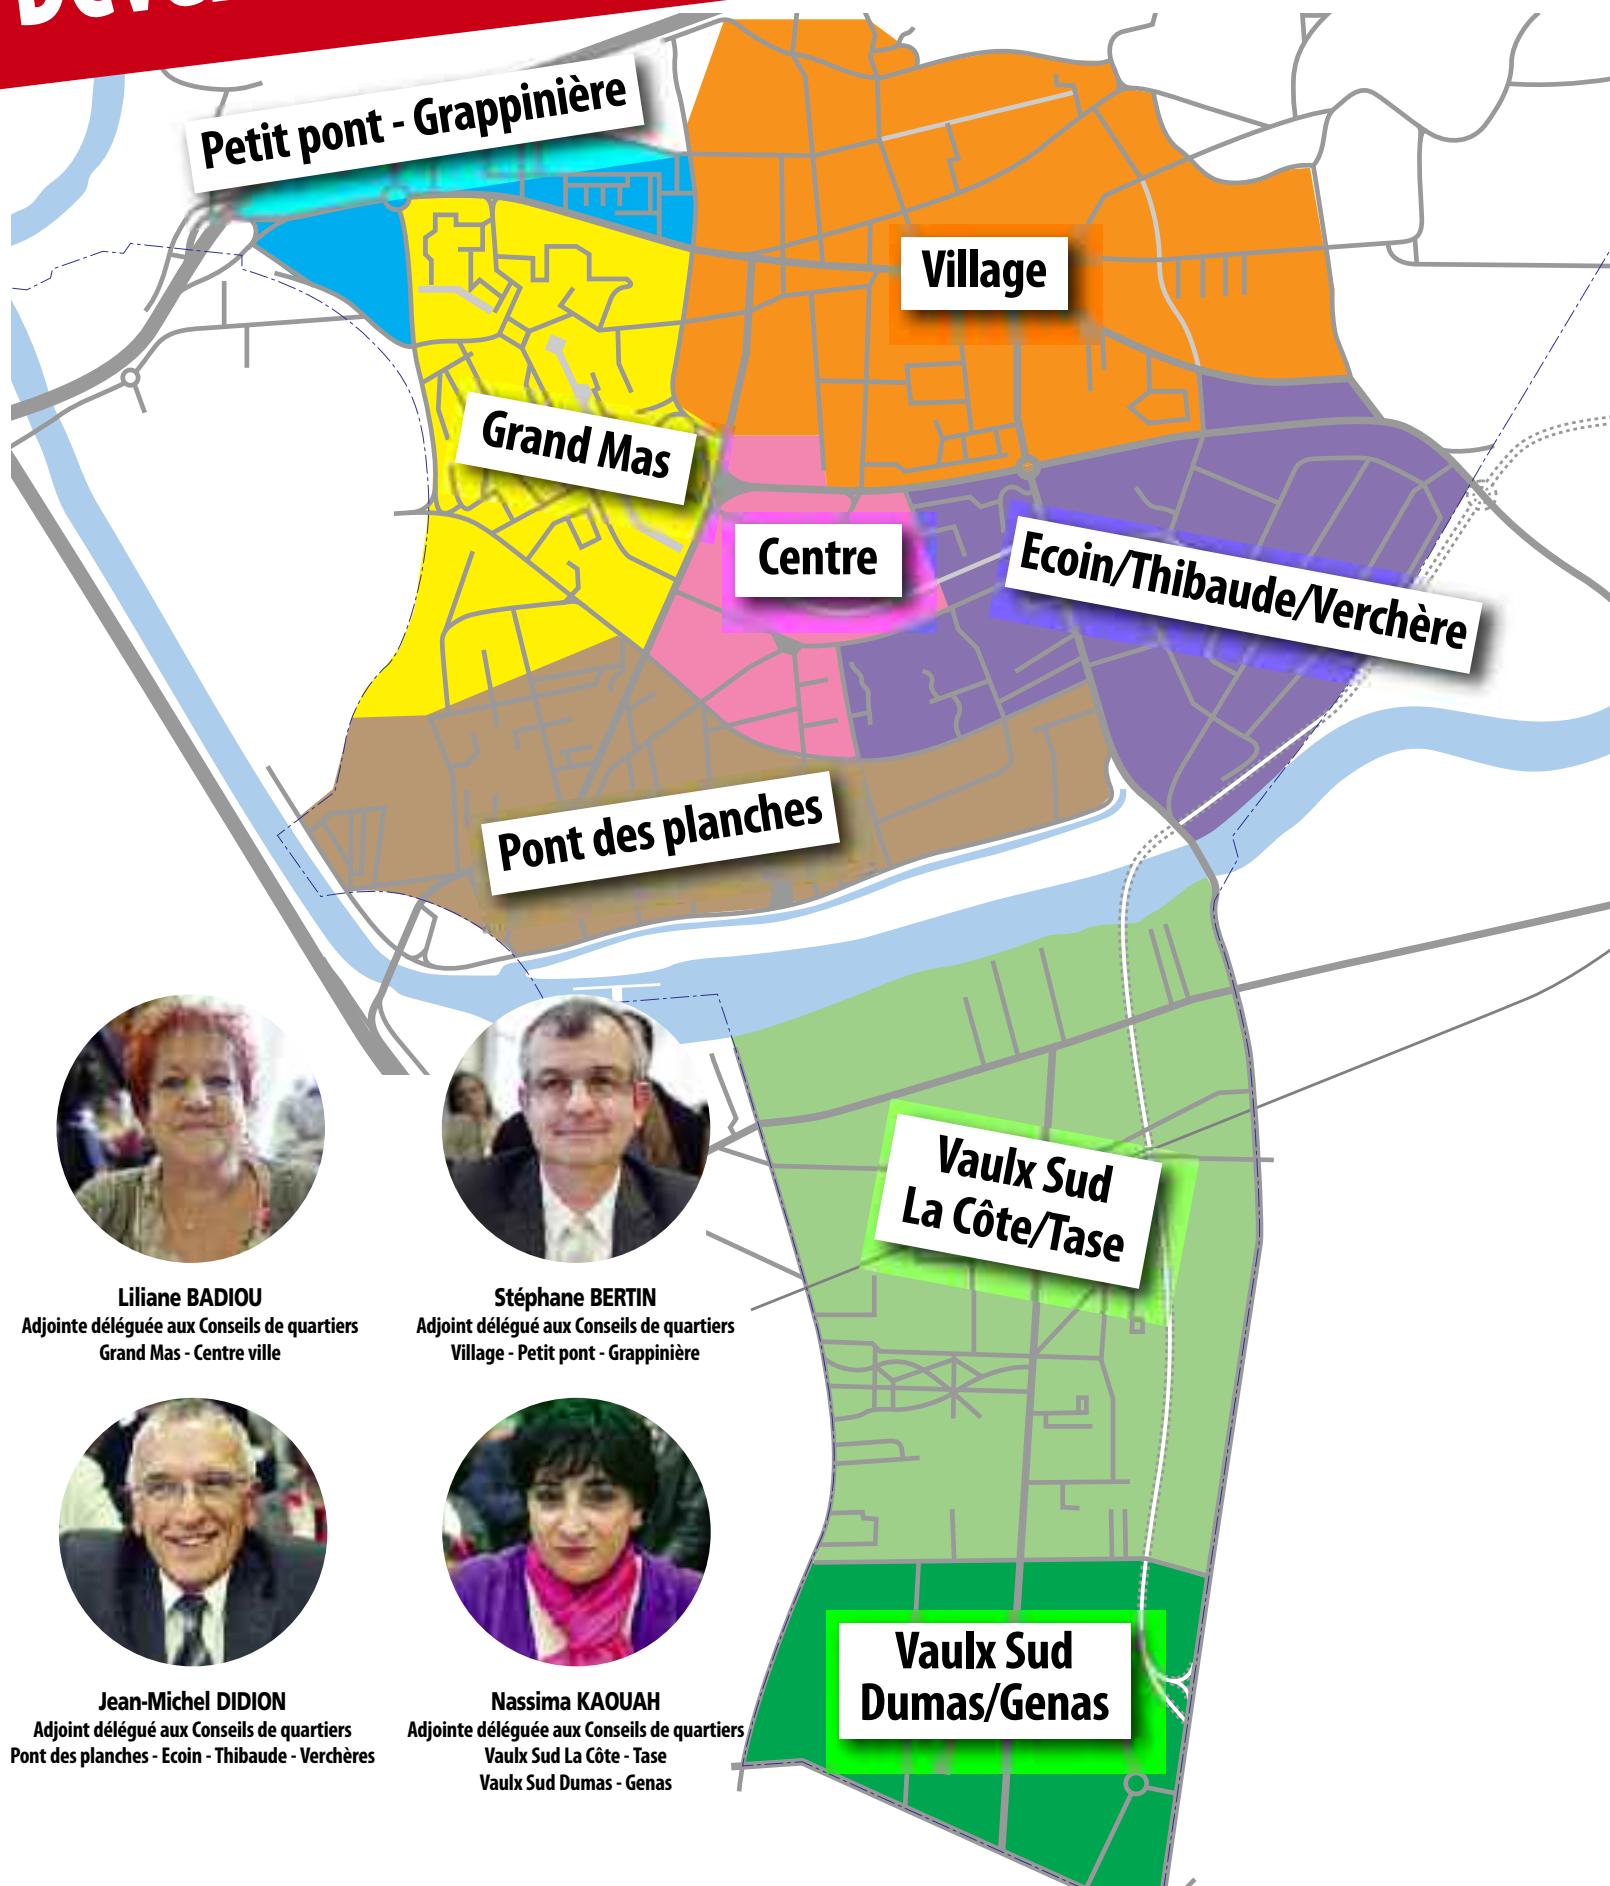 Petit pont - Grappinière
Village
Grand Mas
Centre
Ecoin/Thibaude/Verchère
Pont des planches
Vaulx Sud
La Côte/Tase
Liliane BADIOU
Adjointe déléguée aux Conseils de quartiers
Grand Mas - Centre ville
Stéphane BERTIN
Adjoint délégué aux Conseils de quartiers
Village - Petit pont - Grappinière
Jean-Michel DIDION
Adjoint délégué aux Conseils de quartiers
Pont des planches - Ecoin - Thibaude - Verchères
Nassima KAOUAH
Adjointe déléguée aux Conseils de quartiers
Vaulx Sud La Côte - Tase
Vaulx Sud Dumas - Genas
Vaulx Sud
Dumas/Genas